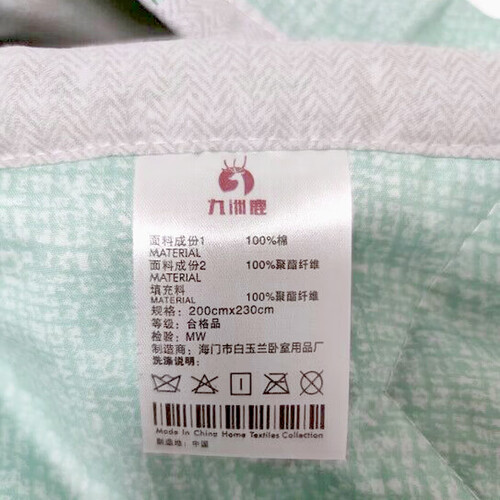 九洲鹿
面料成份1 100%棉
MATERIAL
面料成份2 100%聚酯纤维
MATERIAL
填充料
MATERIAL 100%聚酯纤维
规格：200cmx230cm
等级：合格品
检验：MW
制造商：海门市白玉兰卧室用品厂
洗涤说明：
Made In China Home Textiles Collection
制造地：中国